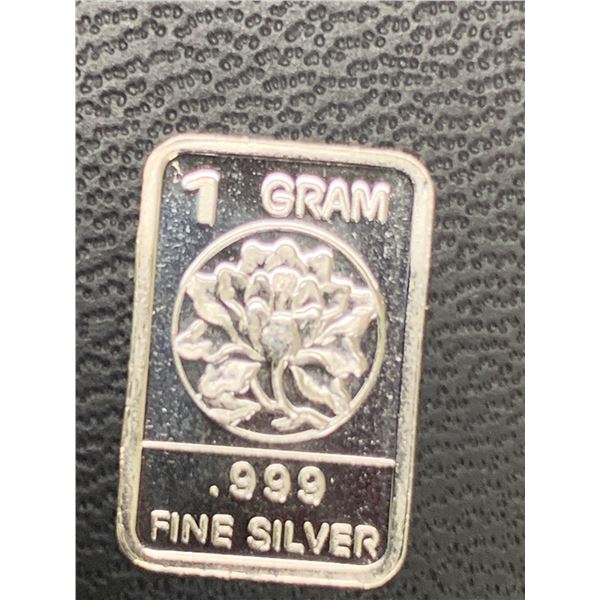 1 GRAM
.999
FINE SILVER